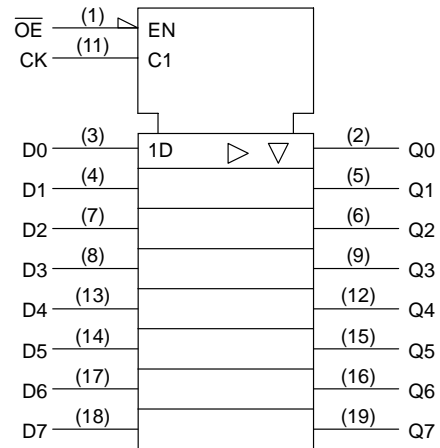 O̅E̅ (1) EN
CK (11) C1
D0 (3) 1D (2) Q0
D1 (4) (5) Q1
D2 (7) (6) Q2
D3 (8) (9) Q3
D4 (13) (12) Q4
D5 (14) (15) Q5
D6 (17) (16) Q6
D7 (18) (19) Q7